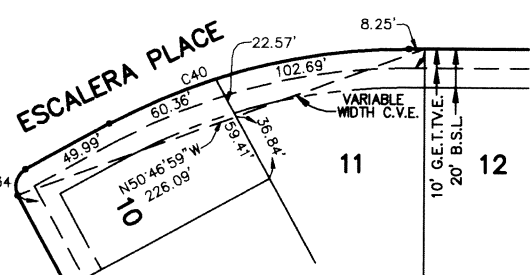 ESCALERA PLACE
8.25'
22.57'
C40
102.69'
60.36'
49.99'
VARIABLE
WIDTH C.V.E.
36.84'
59.41'
N50°46'59"W
226.09'
10
11
12
10' G.E.T.TV.E.
20' B.S.L.